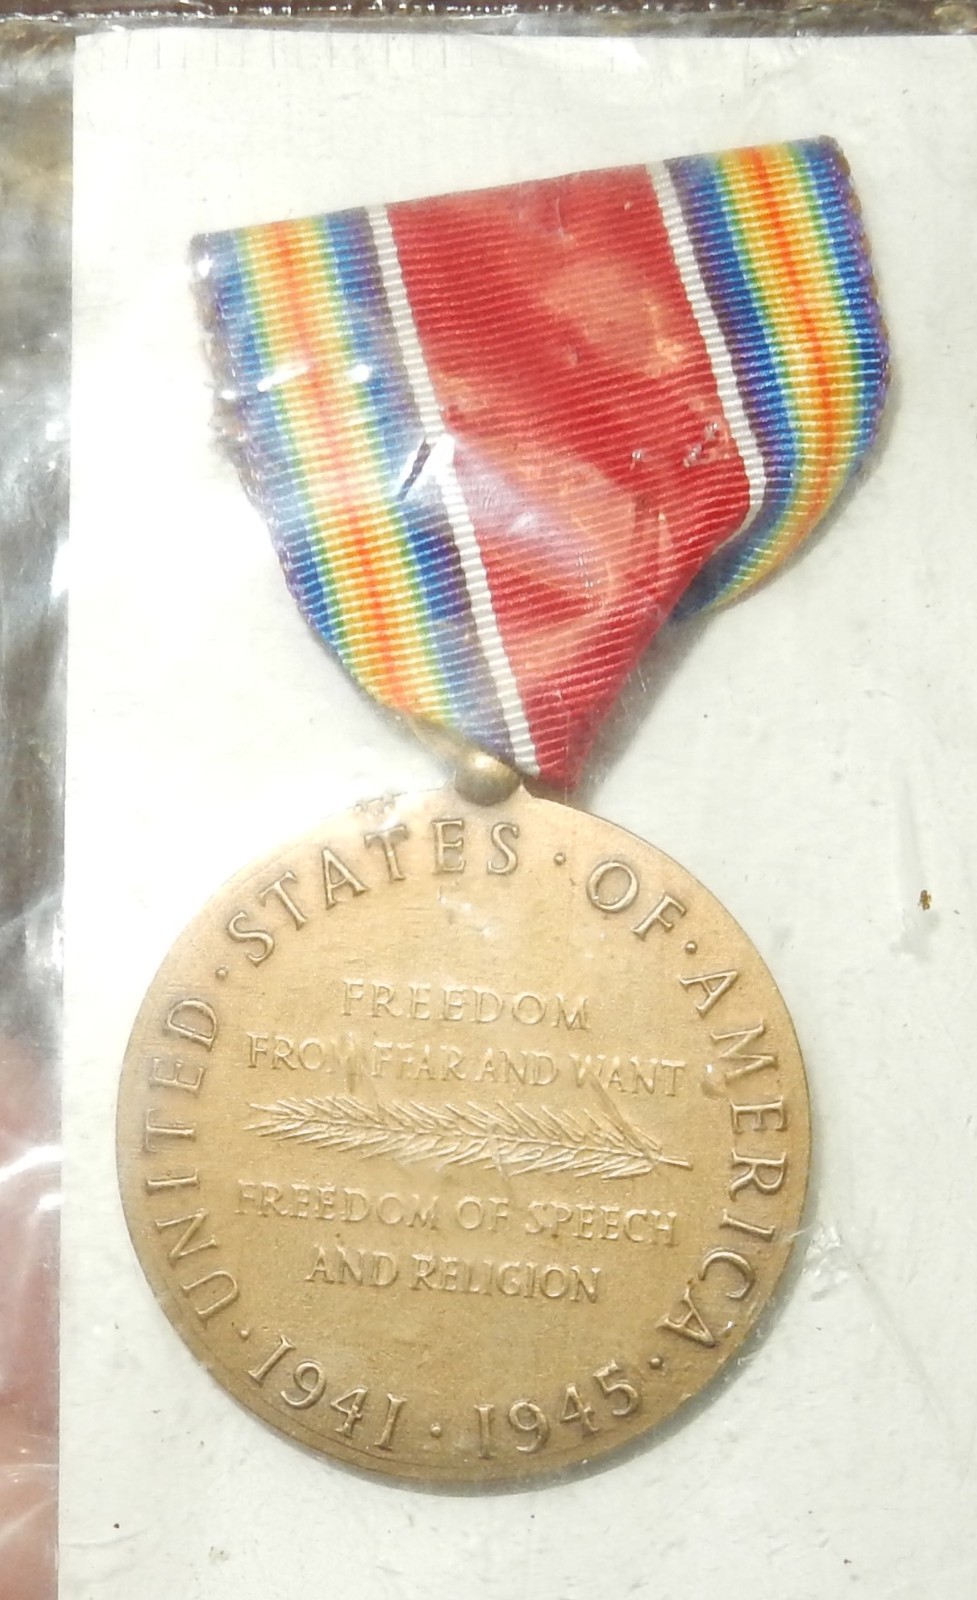 UNITED · STATES · OF · AMERICA · 1941 · 1945 ·
FREEDOM
FROM FEAR AND WANT
FREEDOM OF SPEECH
AND RELIGION